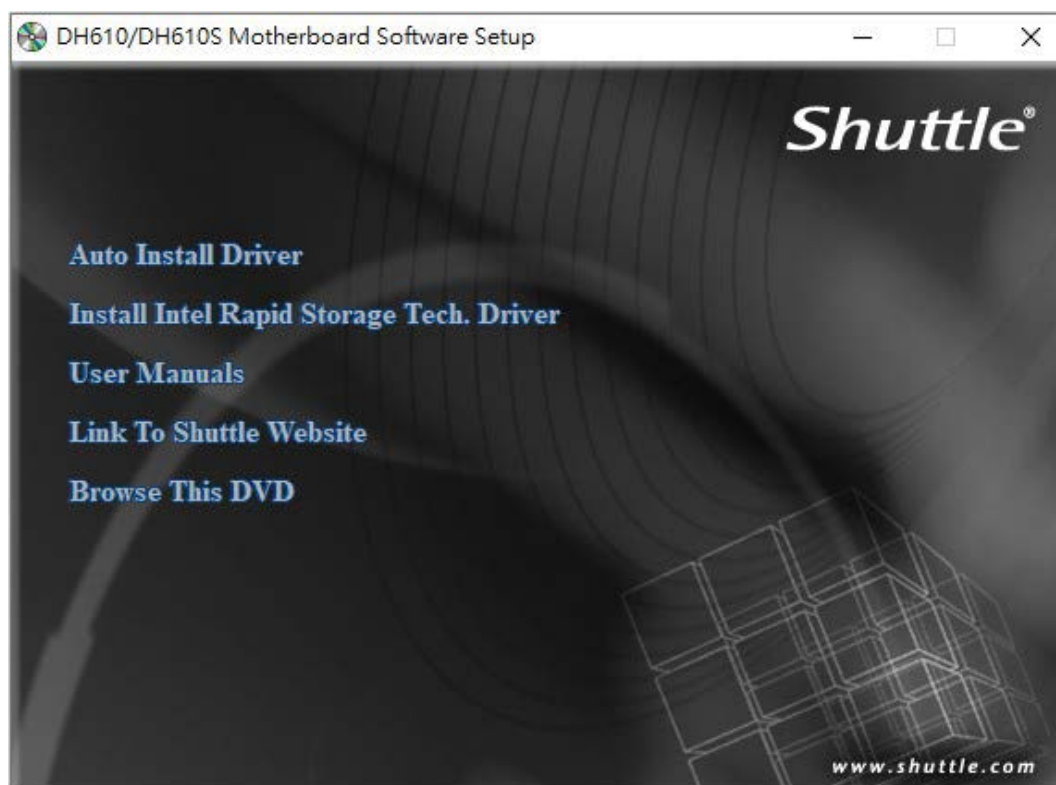 DH610/DH610S Motherboard Software Setup
Shuttle®
Auto Install Driver
Install Intel Rapid Storage Tech. Driver
User Manuals
Link To Shuttle Website
Browse This DVD
www.shuttle.com